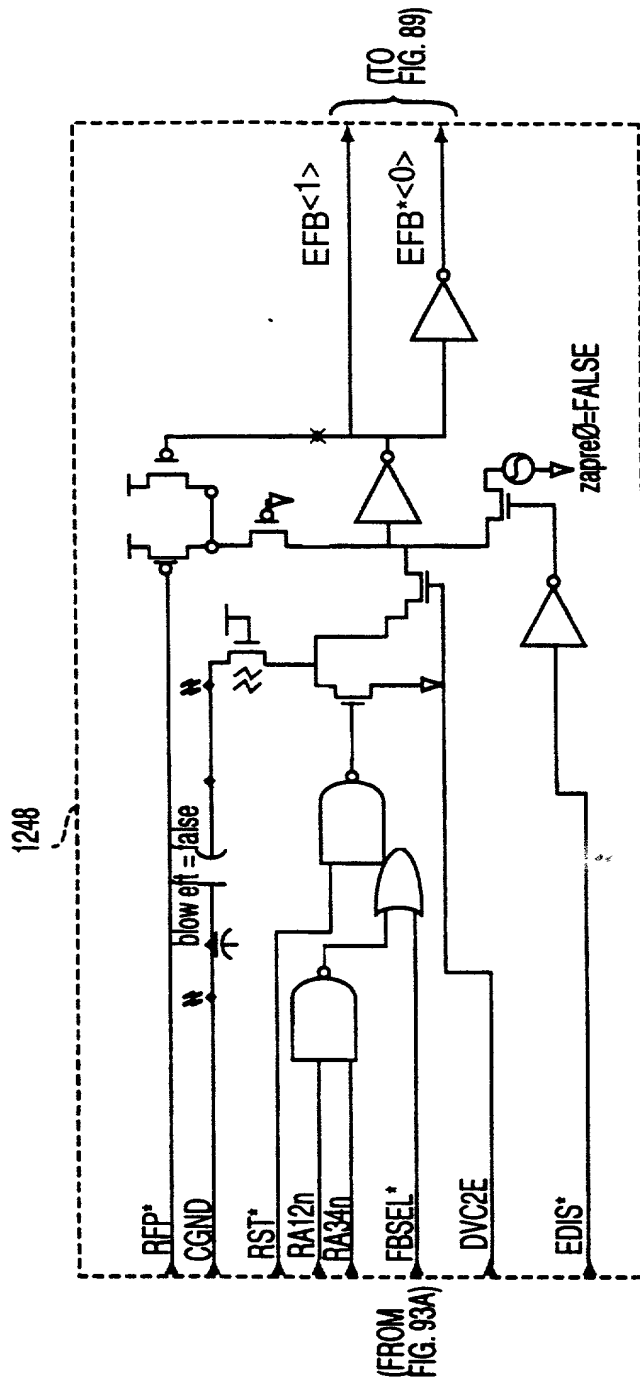 1248
RFP*
CGND
RST*
RA12n
RA34n
FBSEL*
DVC2E
EDIS*
(FROM
FIG. 93A)
blow eft = false
zapreØ=FALSE
EFB<1>
EFB*<0>
(TO
FIG. 89)